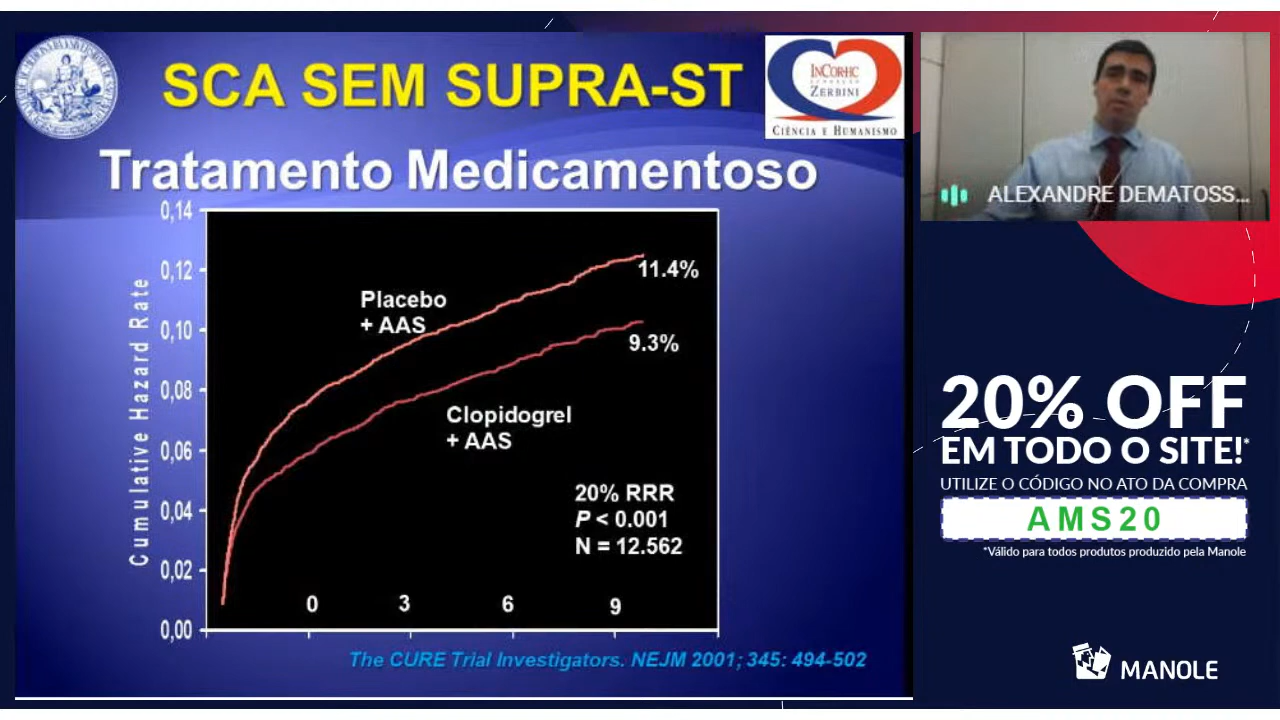 SCA SEM SUPRA-ST
INCOR-HC
FUNDAÇÃO
ZERBINI
CIÊNCIA E HUMANISMO
Tratamento Medicamentoso
Cumulative Hazard Rate
0,14
0,12
0,10
0,08
0,06
0,04
0,02
0,00
11.4%
Placebo
+ AAS
9.3%
Clopidogrel
+ AAS
20% RRR
P < 0.001
N = 12.562
0 3 6 9
The CURE Trial Investigators. NEJM 2001; 345: 494-502
ALEXANDRE DEMATOSS...
20% OFF
EM TODO O SITE!*
UTILIZE O CÓDIGO NO ATO DA COMPRA
AMS20
*Válido para todos produtos produzido pela Manole
MANOLE